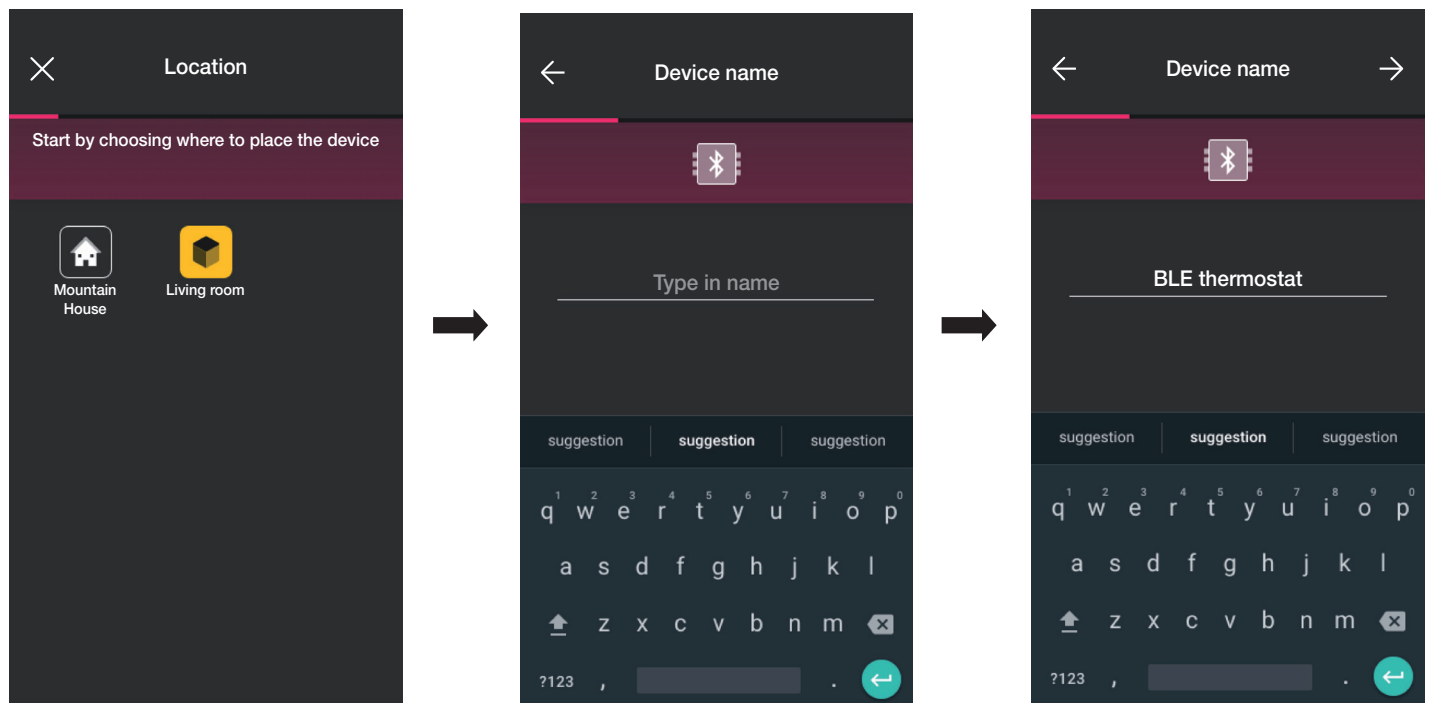 Location
Start by choosing where to place the device
Mountain
House
Living room
Device name
Type in name
suggestion suggestion suggestion
1 2 3 4 5 6 7 8 9 0
q w e r t y u i o p
a s d f g h j k l
z x c v b n m
?123 , .
Device name
BLE thermostat
suggestion suggestion suggestion
1 2 3 4 5 6 7 8 9 0
q w e r t y u i o p
a s d f g h j k l
z x c v b n m
?123 , .